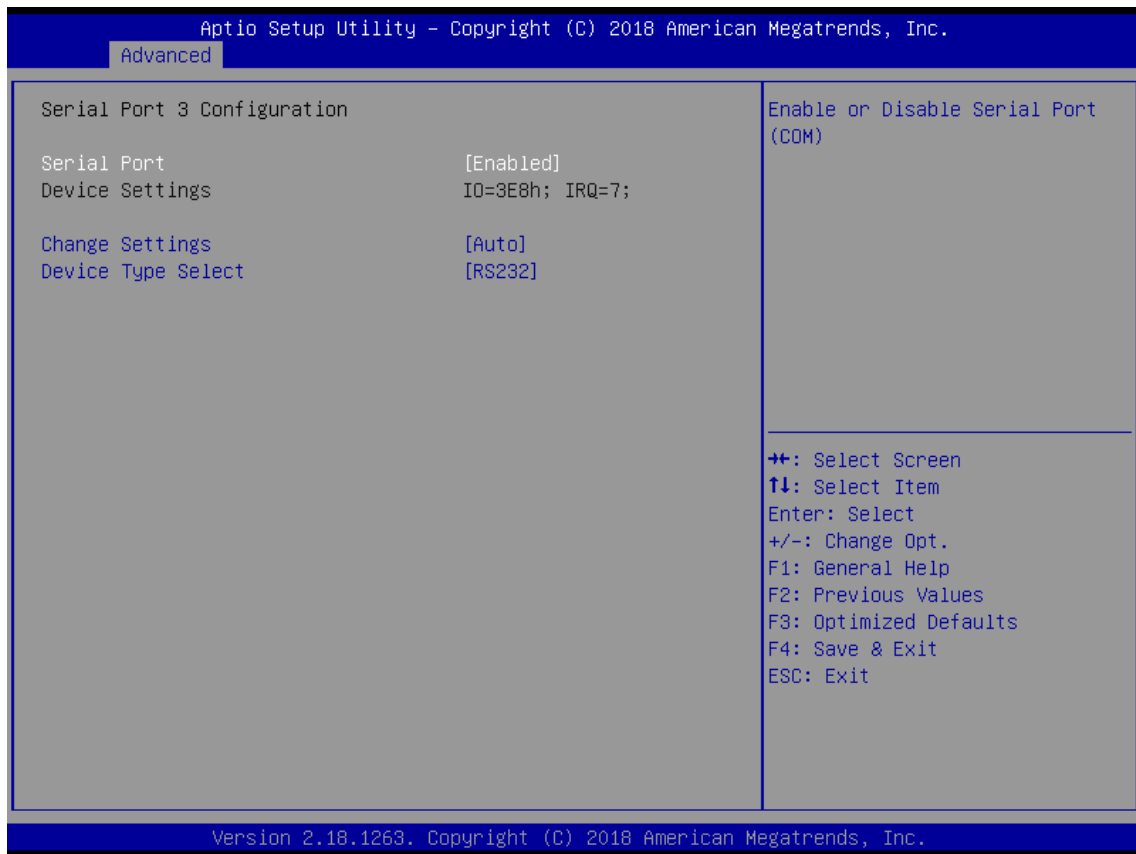 Aptio Setup Utility – Copyright (C) 2018 American Megatrends, Inc.
Advanced
Serial Port 3 Configuration
Serial Port [Enabled]
Device Settings IO=3E8h; IRQ=7;
Change Settings [Auto]
Device Type Select [RS232]
Enable or Disable Serial Port
(COM)
→←: Select Screen
↑↓: Select Item
Enter: Select
+/-: Change Opt.
F1: General Help
F2: Previous Values
F3: Optimized Defaults
F4: Save & Exit
ESC: Exit
Version 2.18.1263. Copyright (C) 2018 American Megatrends, Inc.